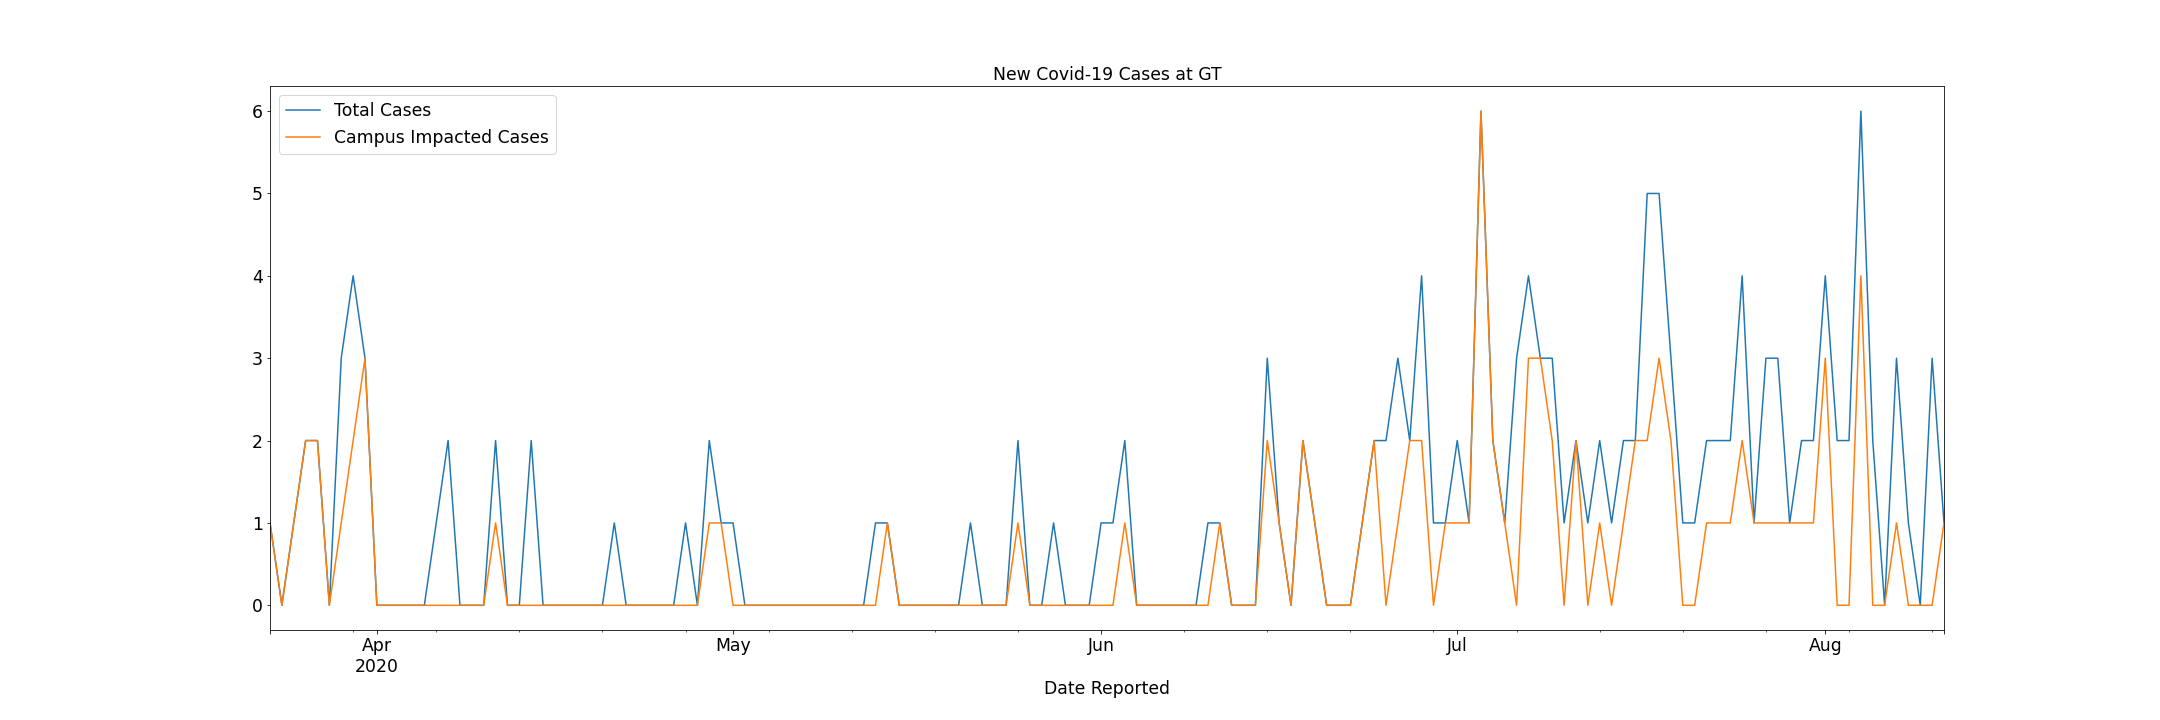 New Covid-19 Cases at GT
Total Cases
Campus Impacted Cases
6
5
4
3
2
1
0
Apr May Jun Jul Aug
2020
Date Reported